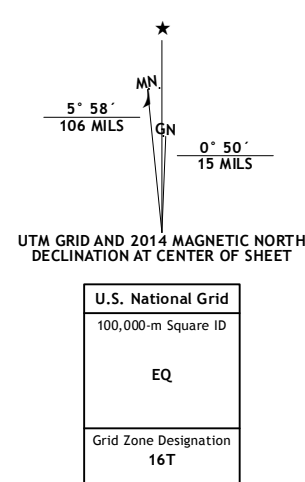 MN
GN
5° 58´
106 MILS
0° 50´
15 MILS
UTM GRID AND 2014 MAGNETIC NORTH
DECLINATION AT CENTER OF SHEET
U.S. National Grid
100,000-m Square ID
EQ
Grid Zone Designation
16T